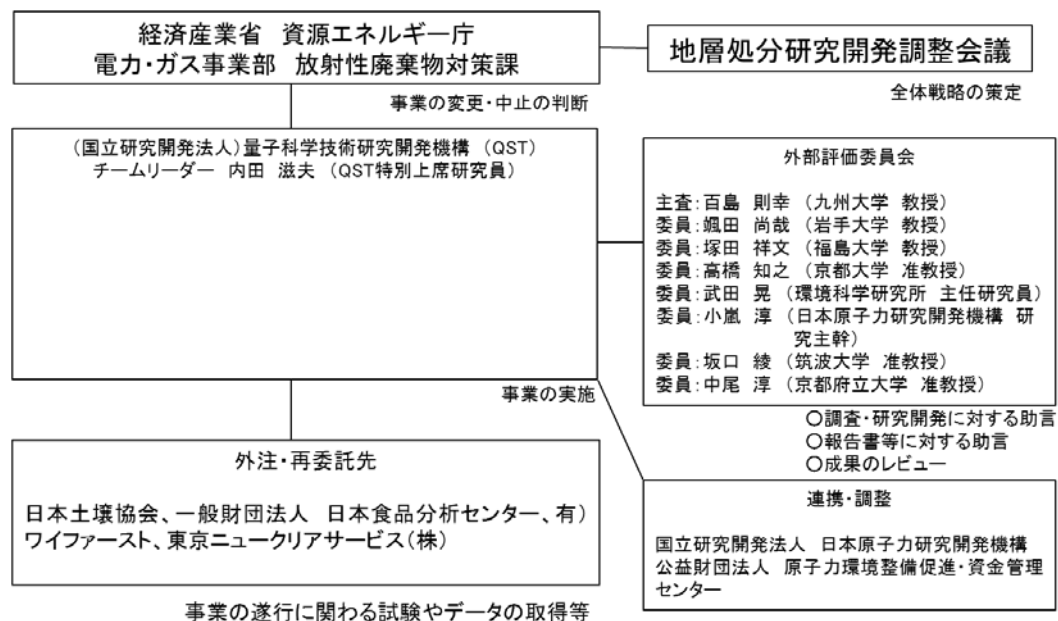 経済産業省 資源エネルギー庁
電力・ガス事業部 放射性廃棄物対策課
地層処分研究開発調整会議
事業の変更・中止の判断
全体戦略の策定
(国立研究開発法人)量子科学技術研究開発機構 (QST)
チームリーダー 内田 滋夫 (QST特別上席研究員)
外部評価委員会
主査:百島 則幸 (九州大学 教授)
委員:颯田 尚哉 (岩手大学 教授)
委員:塚田 祥文 (福島大学 教授)
委員:高橋 知之 (京都大学 准教授)
委員:武田 晃 (環境科学研究所 主任研究員)
委員:小嵐 淳 (日本原子力研究開発機構 研
究主幹)
委員:坂口 綾 (筑波大学 准教授)
委員:中尾 淳 (京都府立大学 准教授)
事業の実施
○調査・研究開発に対する助言
○報告書等に対する助言
○成果のレビュー
外注・再委託先
日本土壌協会、一般財団法人 日本食品分析センター、有)
ワイファースト、東京ニュークリアサービス(株)
連携・調整
国立研究開発法人 日本原子力研究開発機構
公益財団法人 原子力環境整備促進・資金管理
センター
事業の遂行に関わる試験やデータの取得等